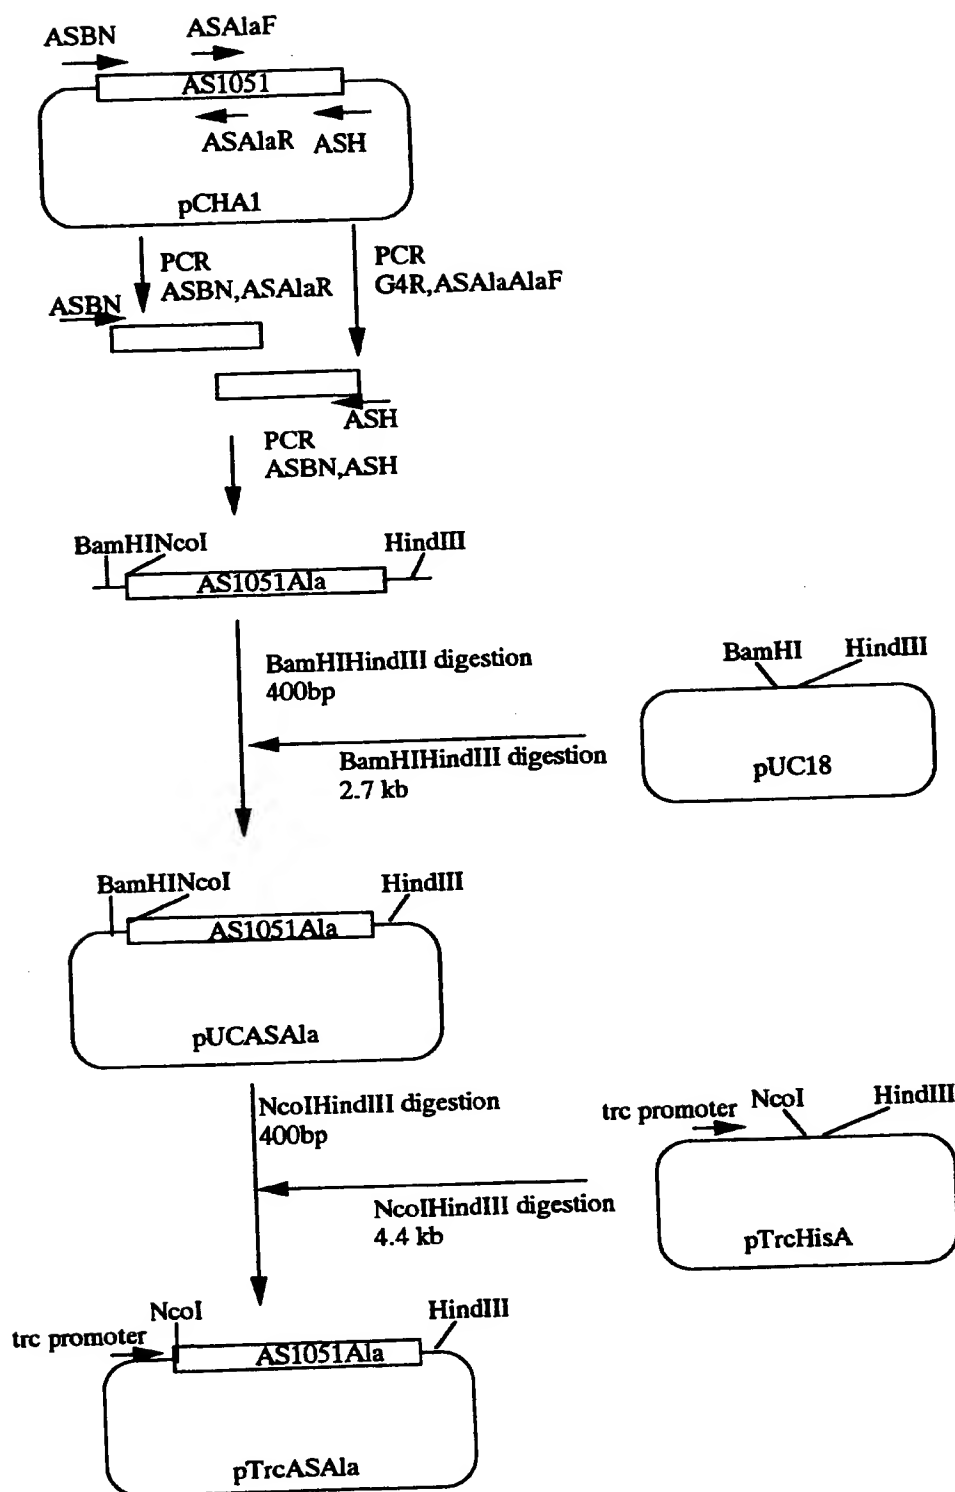 ASBN
ASAlaF
AS1051
ASAlaR
ASH
pCHA1
PCR
ASBN,ASAlaR
PCR
G4R,ASAlaAlaF
ASBN
ASH
PCR
ASBN,ASH
BamHINcoI
HindIII
AS1051Ala
BamHIHindIII digestion
400bp
BamHI
HindIII
BamHIHindIII digestion
2.7 kb
pUC18
BamHINcoI
HindIII
AS1051Ala
pUCASAla
NcoIHindIII digestion
400bp
trc promoter
NcoI
HindIII
NcoIHindIII digestion
4.4 kb
pTrcHisA
NcoI
HindIII
trc promoter
AS1051Ala
pTrcASAla